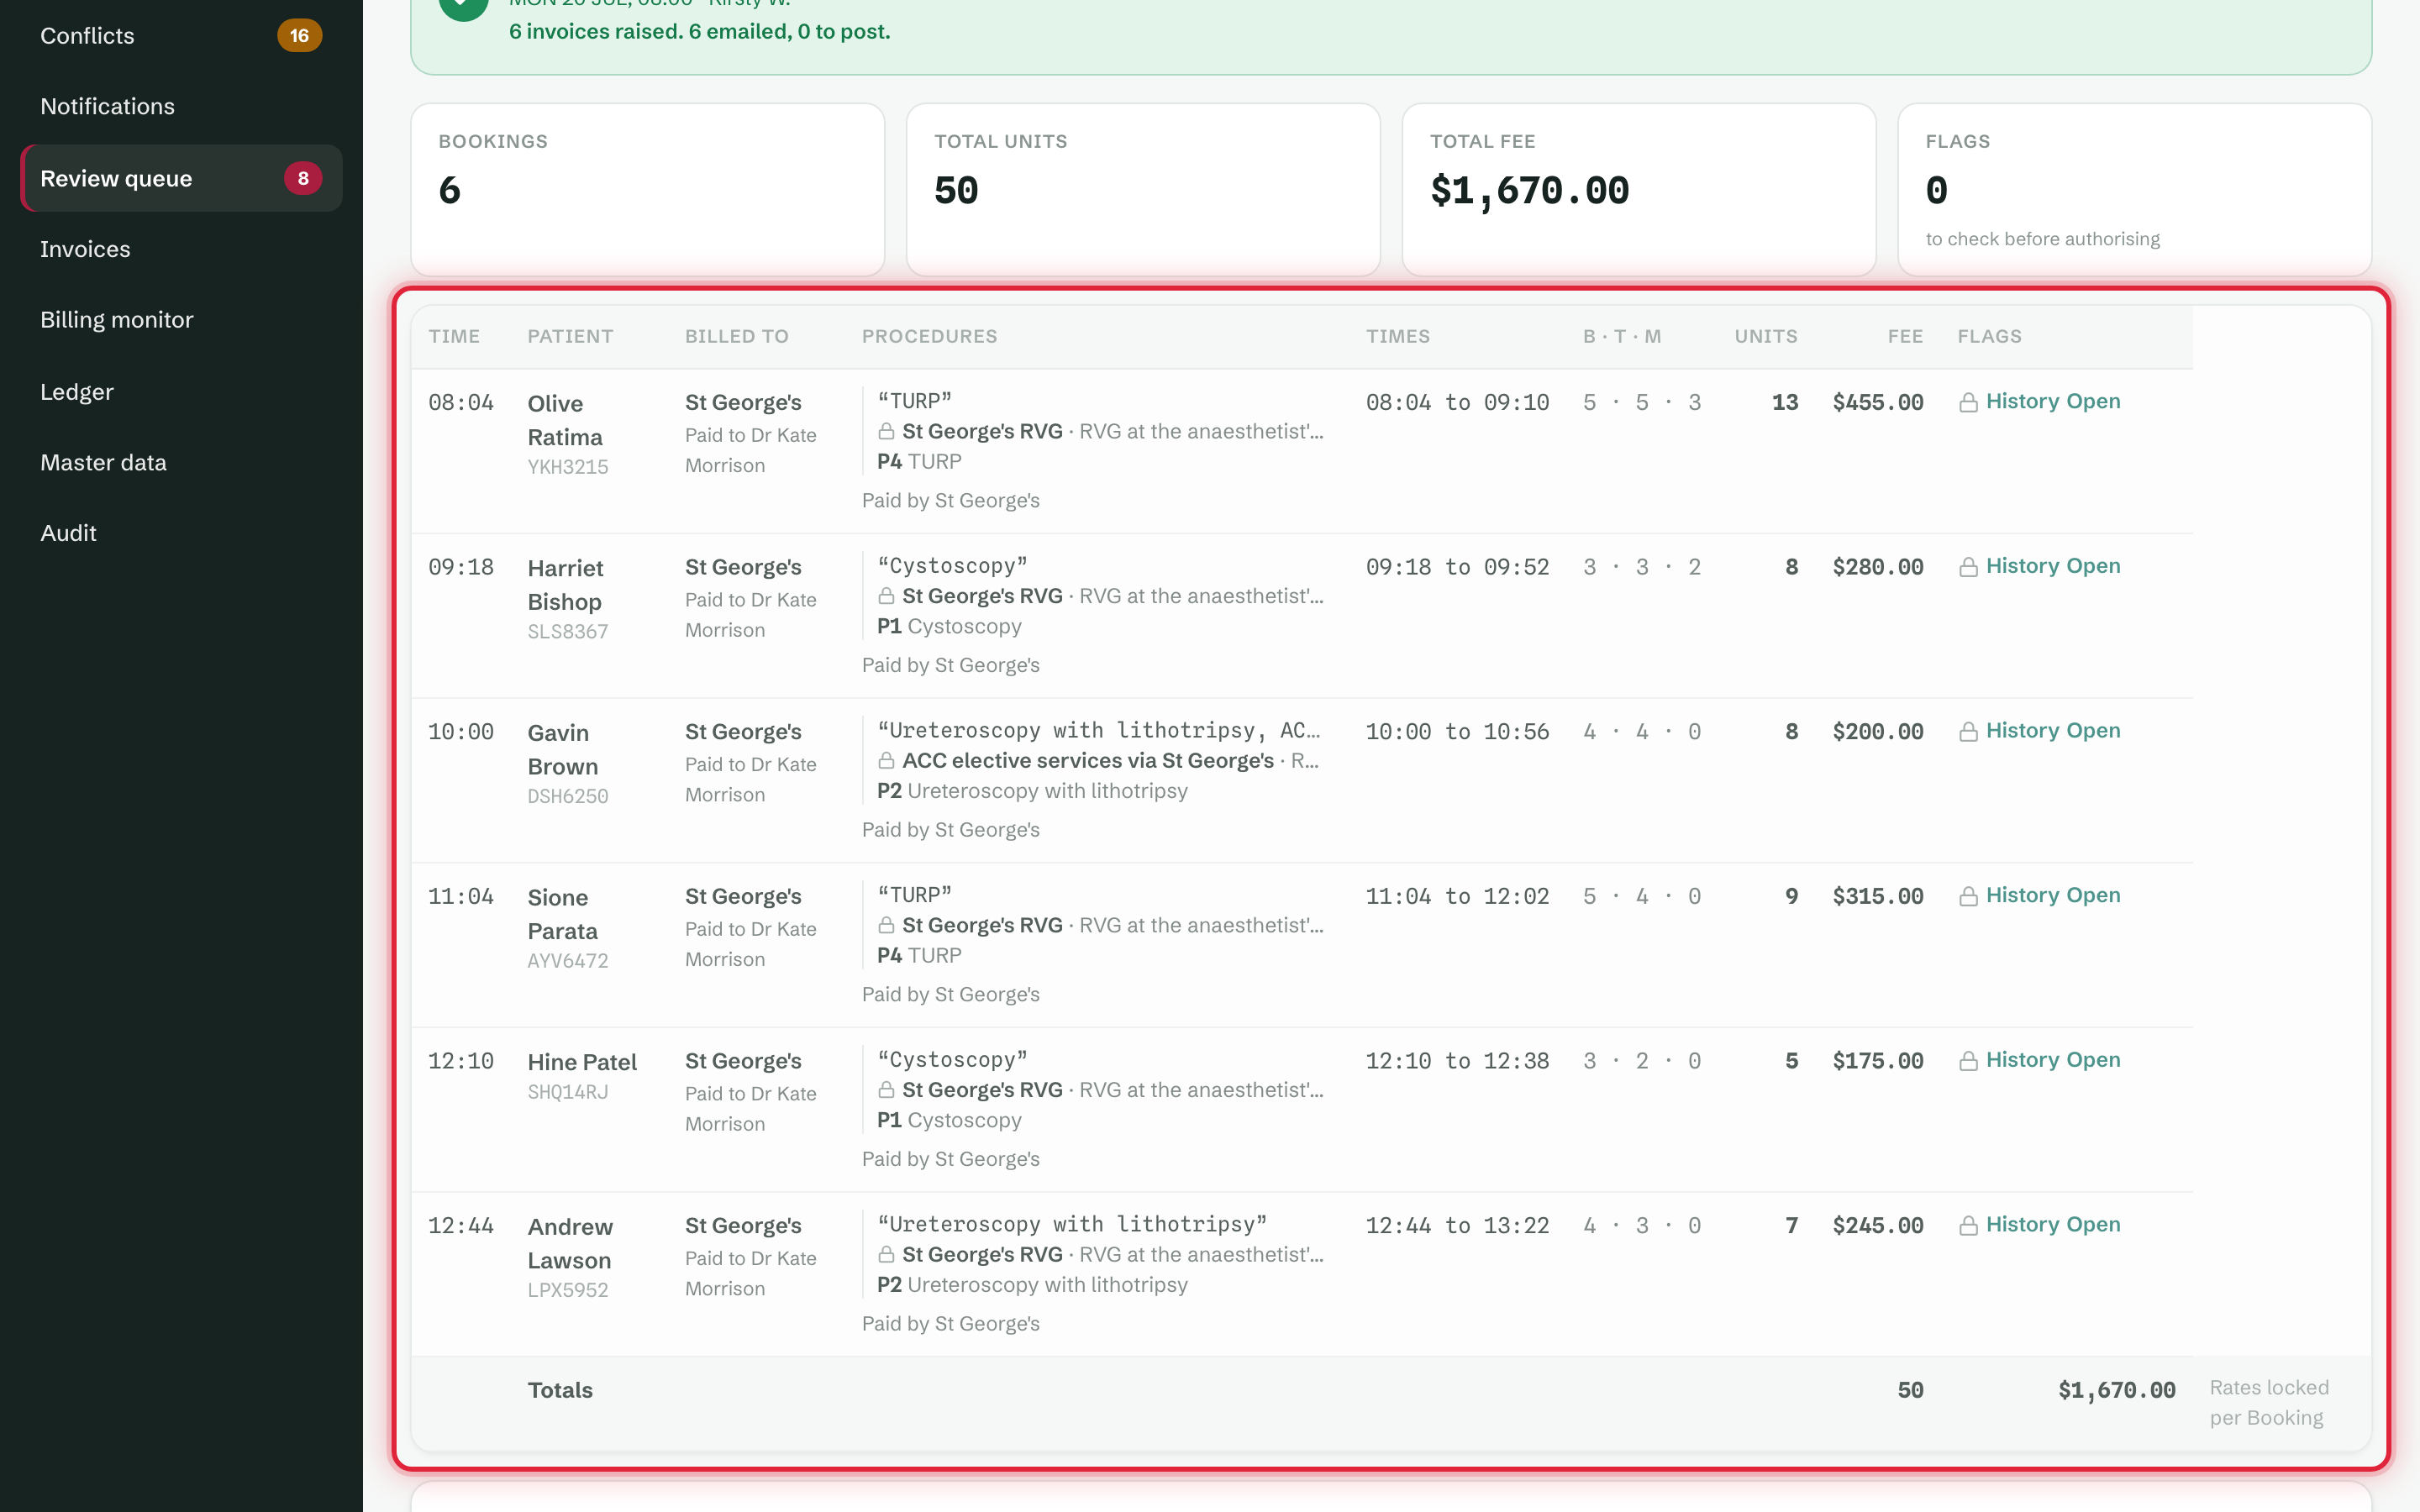 Conflicts 16
Notifications
Review queue 8
Invoices
Billing monitor
Ledger
Master data
Audit
6 invoices raised. 6 emailed, 0 to post.
BOOKINGS
6
TOTAL UNITS
50
TOTAL FEE
$1,670.00
FLAGS
0
to check before authorising
TIME PATIENT BILLED TO PROCEDURES TIMES B · T · M UNITS FEE FLAGS
08:04 Olive Ratima YKH3215 St George's Paid to Dr Kate Morrison “TURP”
St George's RVG · RVG at the anaesthetist'...
P4 TURP
Paid by St George's
08:04 to 09:10 5 · 5 · 3 13 $455.00 History Open
09:18 Harriet Bishop SLS8367 St George's Paid to Dr Kate Morrison “Cystoscopy”
St George's RVG · RVG at the anaesthetist'...
P1 Cystoscopy
Paid by St George's
09:18 to 09:52 3 · 3 · 2 8 $280.00 History Open
10:00 Gavin Brown DSH6250 St George's Paid to Dr Kate Morrison “Ureteroscopy with lithotripsy, AC...
ACC elective services via St George's · R...
P2 Ureteroscopy with lithotripsy
Paid by St George's
10:00 to 10:56 4 · 4 · 0 8 $200.00 History Open
11:04 Sione Parata AYV6472 St George's Paid to Dr Kate Morrison “TURP”
St George's RVG · RVG at the anaesthetist'...
P4 TURP
Paid by St George's
11:04 to 12:02 5 · 4 · 0 9 $315.00 History Open
12:10 Hine Patel SHQ14RJ St George's Paid to Dr Kate Morrison “Cystoscopy”
St George's RVG · RVG at the anaesthetist'...
P1 Cystoscopy
Paid by St George's
12:10 to 12:38 3 · 2 · 0 5 $175.00 History Open
12:44 Andrew Lawson LPX5952 St George's Paid to Dr Kate Morrison “Ureteroscopy with lithotripsy”
St George's RVG · RVG at the anaesthetist'...
P2 Ureteroscopy with lithotripsy
Paid by St George's
12:44 to 13:22 4 · 3 · 0 7 $245.00 History Open
Totals 50 $1,670.00 Rates locked per Booking